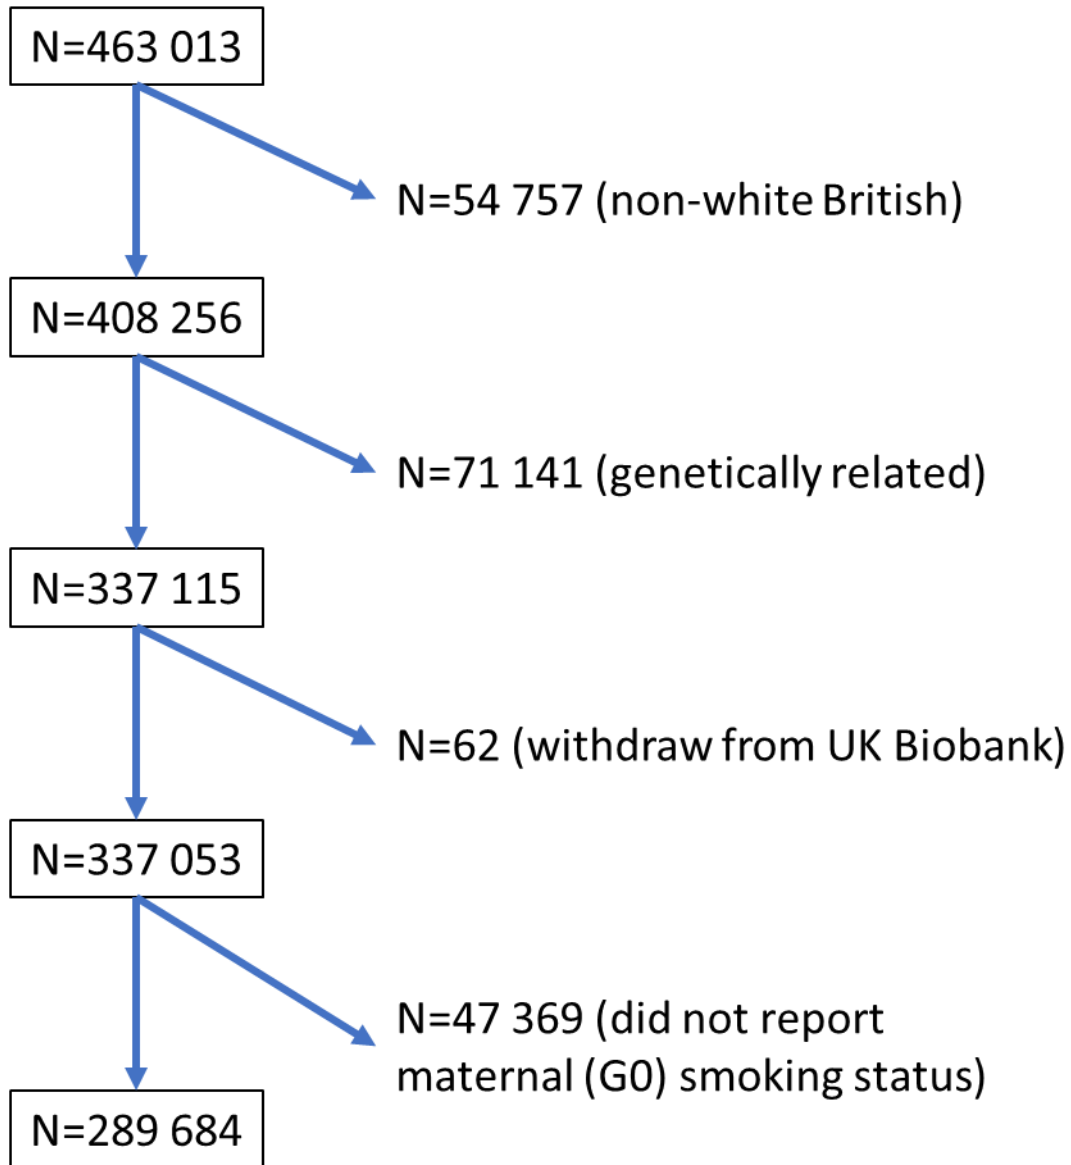 N=463 013
N=54 757 (non-white British)
N=408 256
N=71 141 (genetically related)
N=337 115
N=62 (withdraw from UK Biobank)
N=337 053
N=47 369 (did not report
maternal (G0) smoking status)
N=289 684